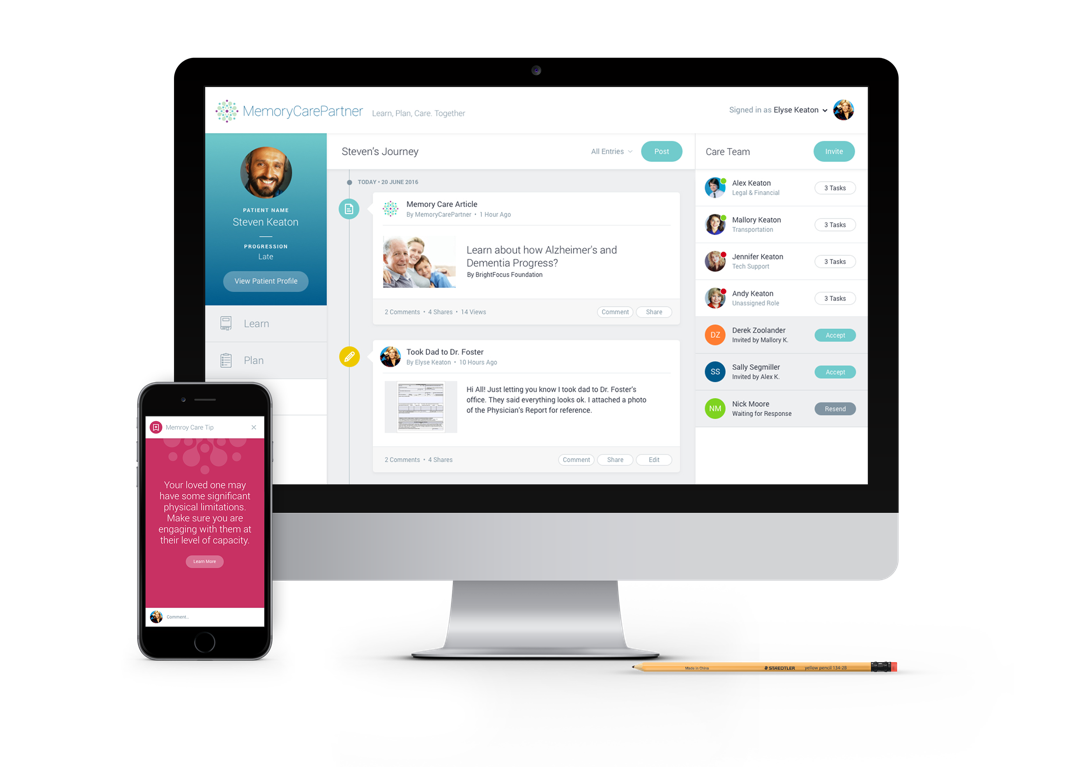 MemoryCarePartner
Learn, Plan, Care. Together
Signed in as Elyse Keaton
PATIENT NAME
Steven Keaton
PROGRESSION
Late
View Patient Profile
Learn
Plan
Steven's Journey
All Entries
Post
TODAY • 20 JUNE 2016
Memory Care Article
By MemoryCarePartner • 1 Hour Ago
Learn about how Alzheimer's and
Dementia Progress?
By BrightFocus Foundation
2 Comments • 4 Shares • 14 Views
Comment
Share
Took Dad to Dr. Foster
By Elyse Keaton • 10 Hours Ago
Hi All! Just letting you know I took dad to Dr. Foster's
office. They said everything looks ok. I attached a photo
of the Physician's Report for reference.
2 Comments • 4 Shares
Comment
Share
Edit
Care Team
Invite
Alex Keaton
Legal & Financial
3 Tasks
Mallory Keaton
Transportation
3 Tasks
Jennifer Keaton
Tech Support
3 Tasks
Andy Keaton
Unassigned Role
3 Tasks
DZ
Derek Zoolander
Invited by Mallory K.
Accept
SS
Sally Segmiller
Invited by Alex K.
Accept
NM
Nick Moore
Waiting for Response
Resend
Memroy Care Tip
Your loved one may
have some significant
physical limitations.
Make sure you are
engaging with them at
their level of capacity.
Learn More
Comment...
Made in China
STAEDTLER
yellow pencil 134-2B